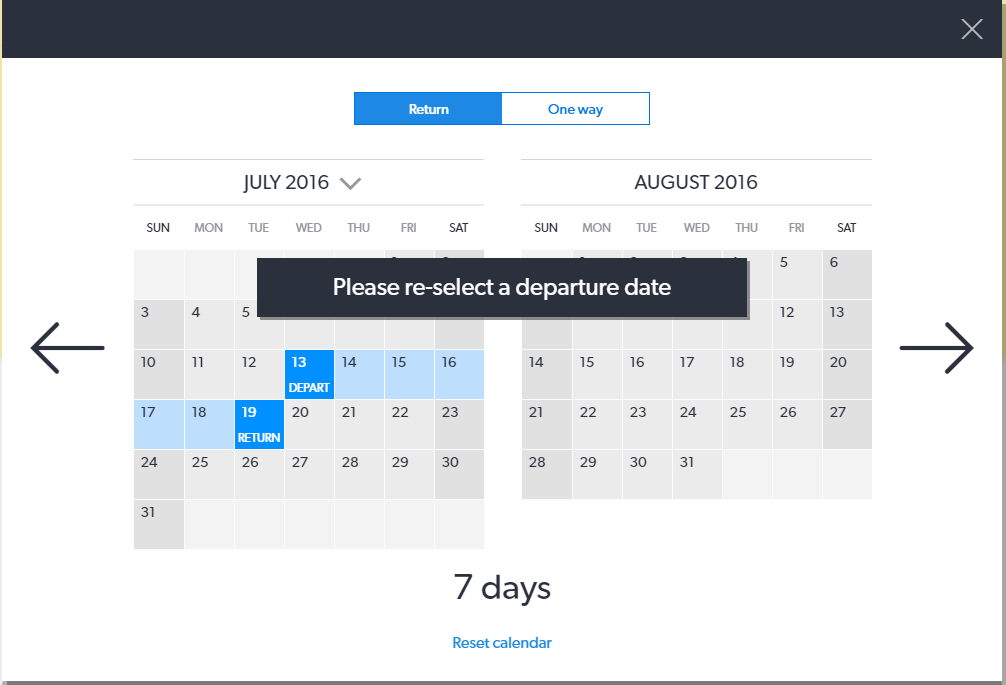 Return One way
JULY 2016
SUN MON TUE WED THU FRI SAT
Please re-select a departure date
3 4 5
10 11 12 13 14 15 16
DEPART
17 18 19 20 21 22 23
RETURN
24 25 26 27 28 29 30
31
AUGUST 2016
SUN MON TUE WED THU FRI SAT
5 6
12 13
14 15 16 17 18 19 20
21 22 23 24 25 26 27
28 29 30 31
7 days
Reset calendar